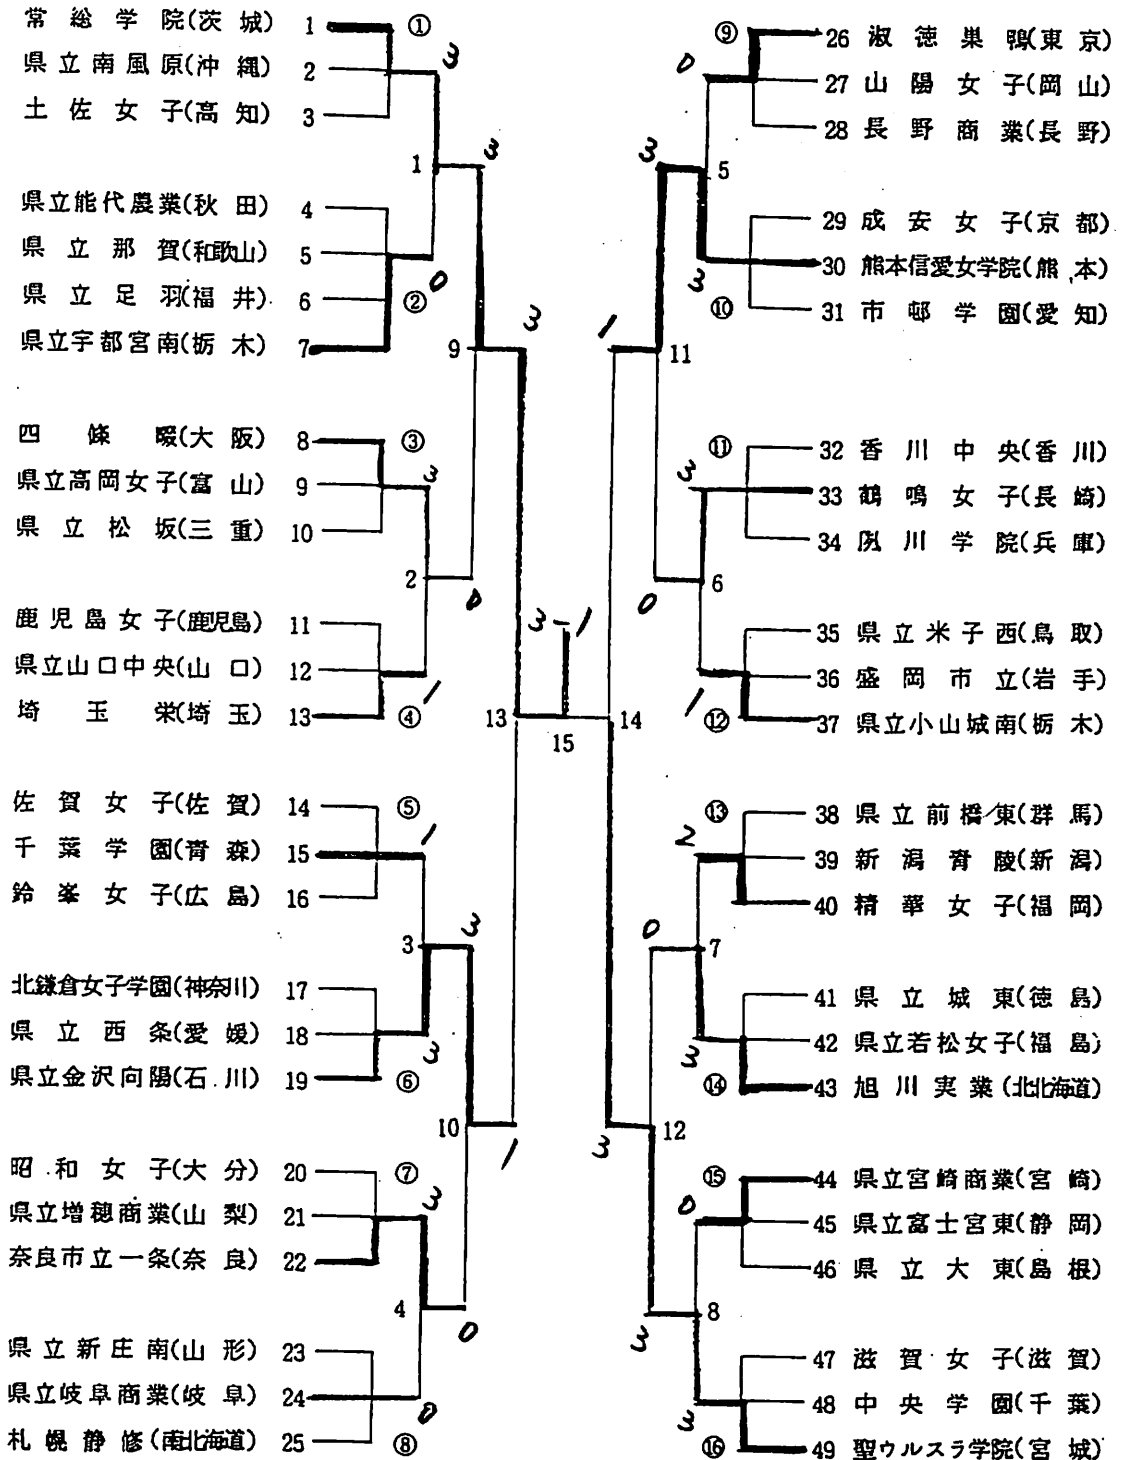 常総学院(茨城) 1 ①
県立南風原(沖縄) 2
土佐女子(高知) 3
3
1
3
県立能代農業(秋田) 4
県立那賀(和歌山) 5
県立足羽(福井) 6 ②
県立宇都宮南(栃木) 7
0
9
3
四條畷(大阪) 8 ③
県立高岡女子(富山) 9
県立松坂(三重) 10
3
2
0
鹿児島女子(鹿児島) 11
県立山口中央(山口) 12
埼玉栄(埼玉) 13 ④
1
13
3-1
15
佐賀女子(佐賀) 14 ⑤
千葉学園(青森) 15
鈴峯女子(広島) 16
1
3
3
北鎌倉女子学園(神奈川) 17
県立西条(愛媛) 18
県立金沢向陽(石川) 19 ⑥
3
10
1
昭和女子(大分) 20 ⑦
県立増穂商業(山梨) 21
奈良市立一条(奈良) 22
3
4
0
県立新庄南(山形) 23
県立岐阜商業(岐阜) 24
札幌静修(南北海道) 25 ⑧
0
⑨ 26 淑徳巣鴨(東京)
27 山陽女子(岡山)
28 長野商業(長野)
0
3
5
29 成安女子(京都)
30 熊本信愛女学院(熊本)
⑩ 31 市邨学園(愛知)
3
1
11
⑪ 32 香川中央(香川)
33 鶴鳴女子(長崎)
34 夙川学院(兵庫)
3
6
0
35 県立米子西(鳥取)
36 盛岡市立(岩手)
⑫ 37 県立小山城南(栃木)
1
14
⑬ 38 県立前橋東(群馬)
39 新潟青陵(新潟)
40 精華女子(福岡)
2
0
7
41 県立城東(徳島)
42 県立若松女子(福島)
⑭ 43 旭川実業(北北海道)
3
12
3
⑮ 44 県立宮崎商業(宮崎)
45 県立富士宮東(静岡)
46 県立大東(島根)
0
8
3
47 滋賀女子(滋賀)
48 中央学園(千葉)
⑯ 49 聖ウルスラ学院(宮城)
3